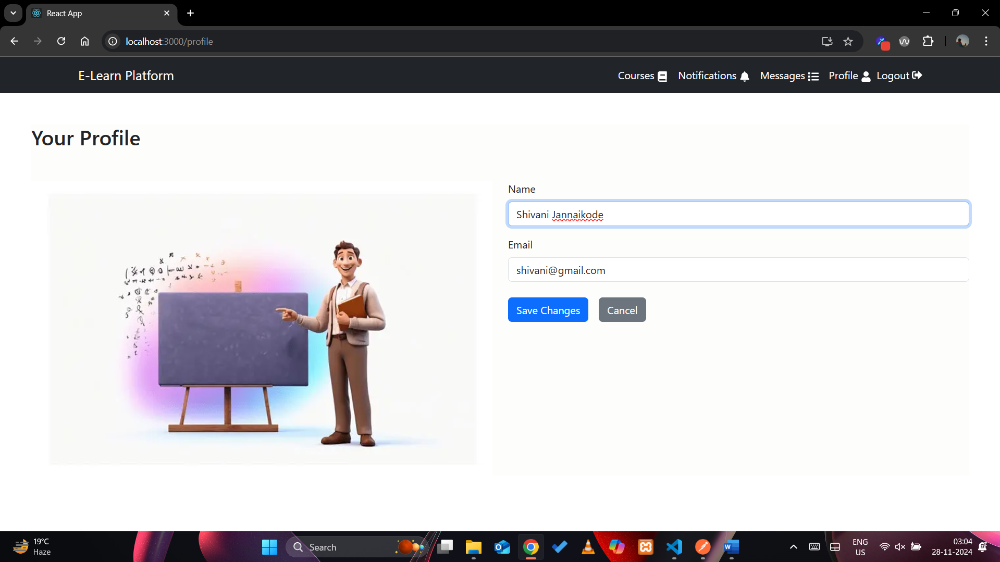 React App
localhost:3000/profile
E-Learn Platform
Courses Notifications Messages Profile Logout
Your Profile
Name
Shivani Jannaikode
Email
shivani@gmail.com
Save Changes Cancel
19°C
Haze
Search
ENG
US
03:04
28-11-2024